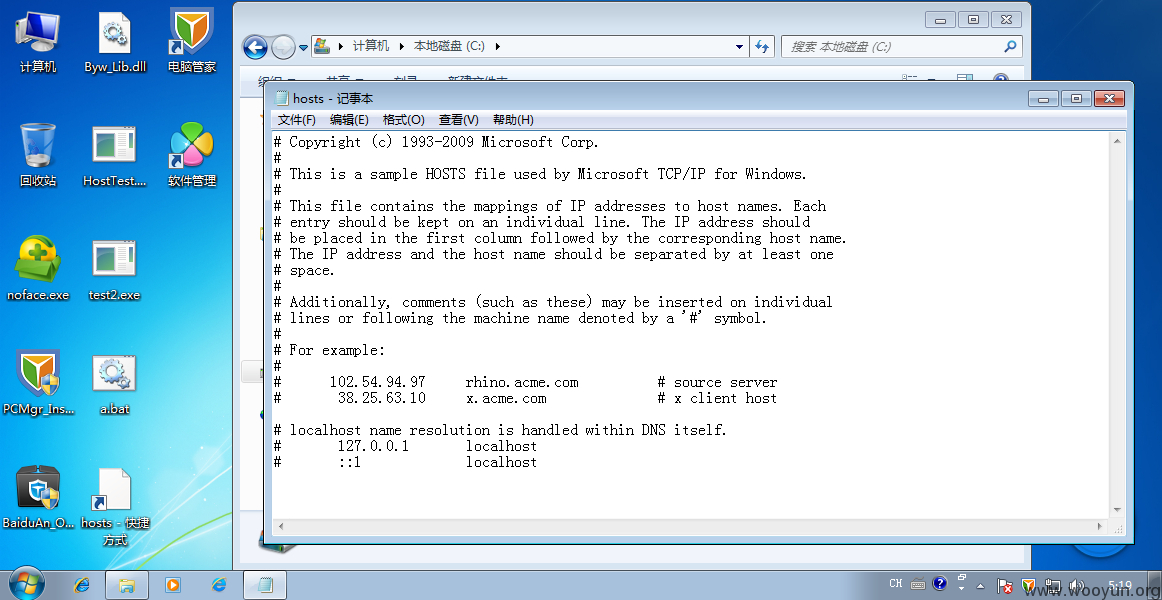 计算机
Byw_Lib.dll
电脑管家
回收站
HostTest....
软件管理
noface.exe
test2.exe
PCMgr_Ins...
a.bat
BaiduAn_O...
hosts - 快捷
方式
计算机
本地磁盘 (C:)
搜索 本地磁盘 (C:)
hosts - 记事本
文件(F) 编辑(E) 格式(O) 查看(V) 帮助(H)
# Copyright (c) 1993-2009 Microsoft Corp.
#
# This is a sample HOSTS file used by Microsoft TCP/IP for Windows.
#
# This file contains the mappings of IP addresses to host names. Each
# entry should be kept on an individual line. The IP address should
# be placed in the first column followed by the corresponding host name.
# The IP address and the host name should be separated by at least one
# space.
#
# Additionally, comments (such as these) may be inserted on individual
# lines or following the machine name denoted by a '#' symbol.
#
# For example:
#
#      102.54.94.97     rhino.acme.com          # source server
#       38.25.63.10     x.acme.com              # x client host

# localhost name resolution is handled within DNS itself.
#       127.0.0.1       localhost
#       ::1             localhost
CH
5:19
www.wooyun.org